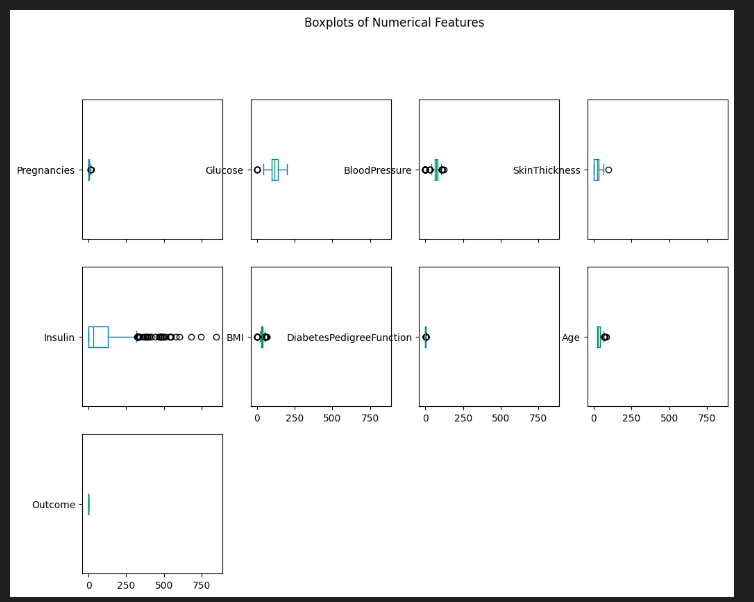 Boxplots of Numerical Features
Pregnancies
Glucose
BloodPressure
SkinThickness
Insulin
BMI
DiabetesPedigreeFunction
Age
0 250 500 750
0 250 500 750
0 250 500 750
Outcome
0 250 500 750